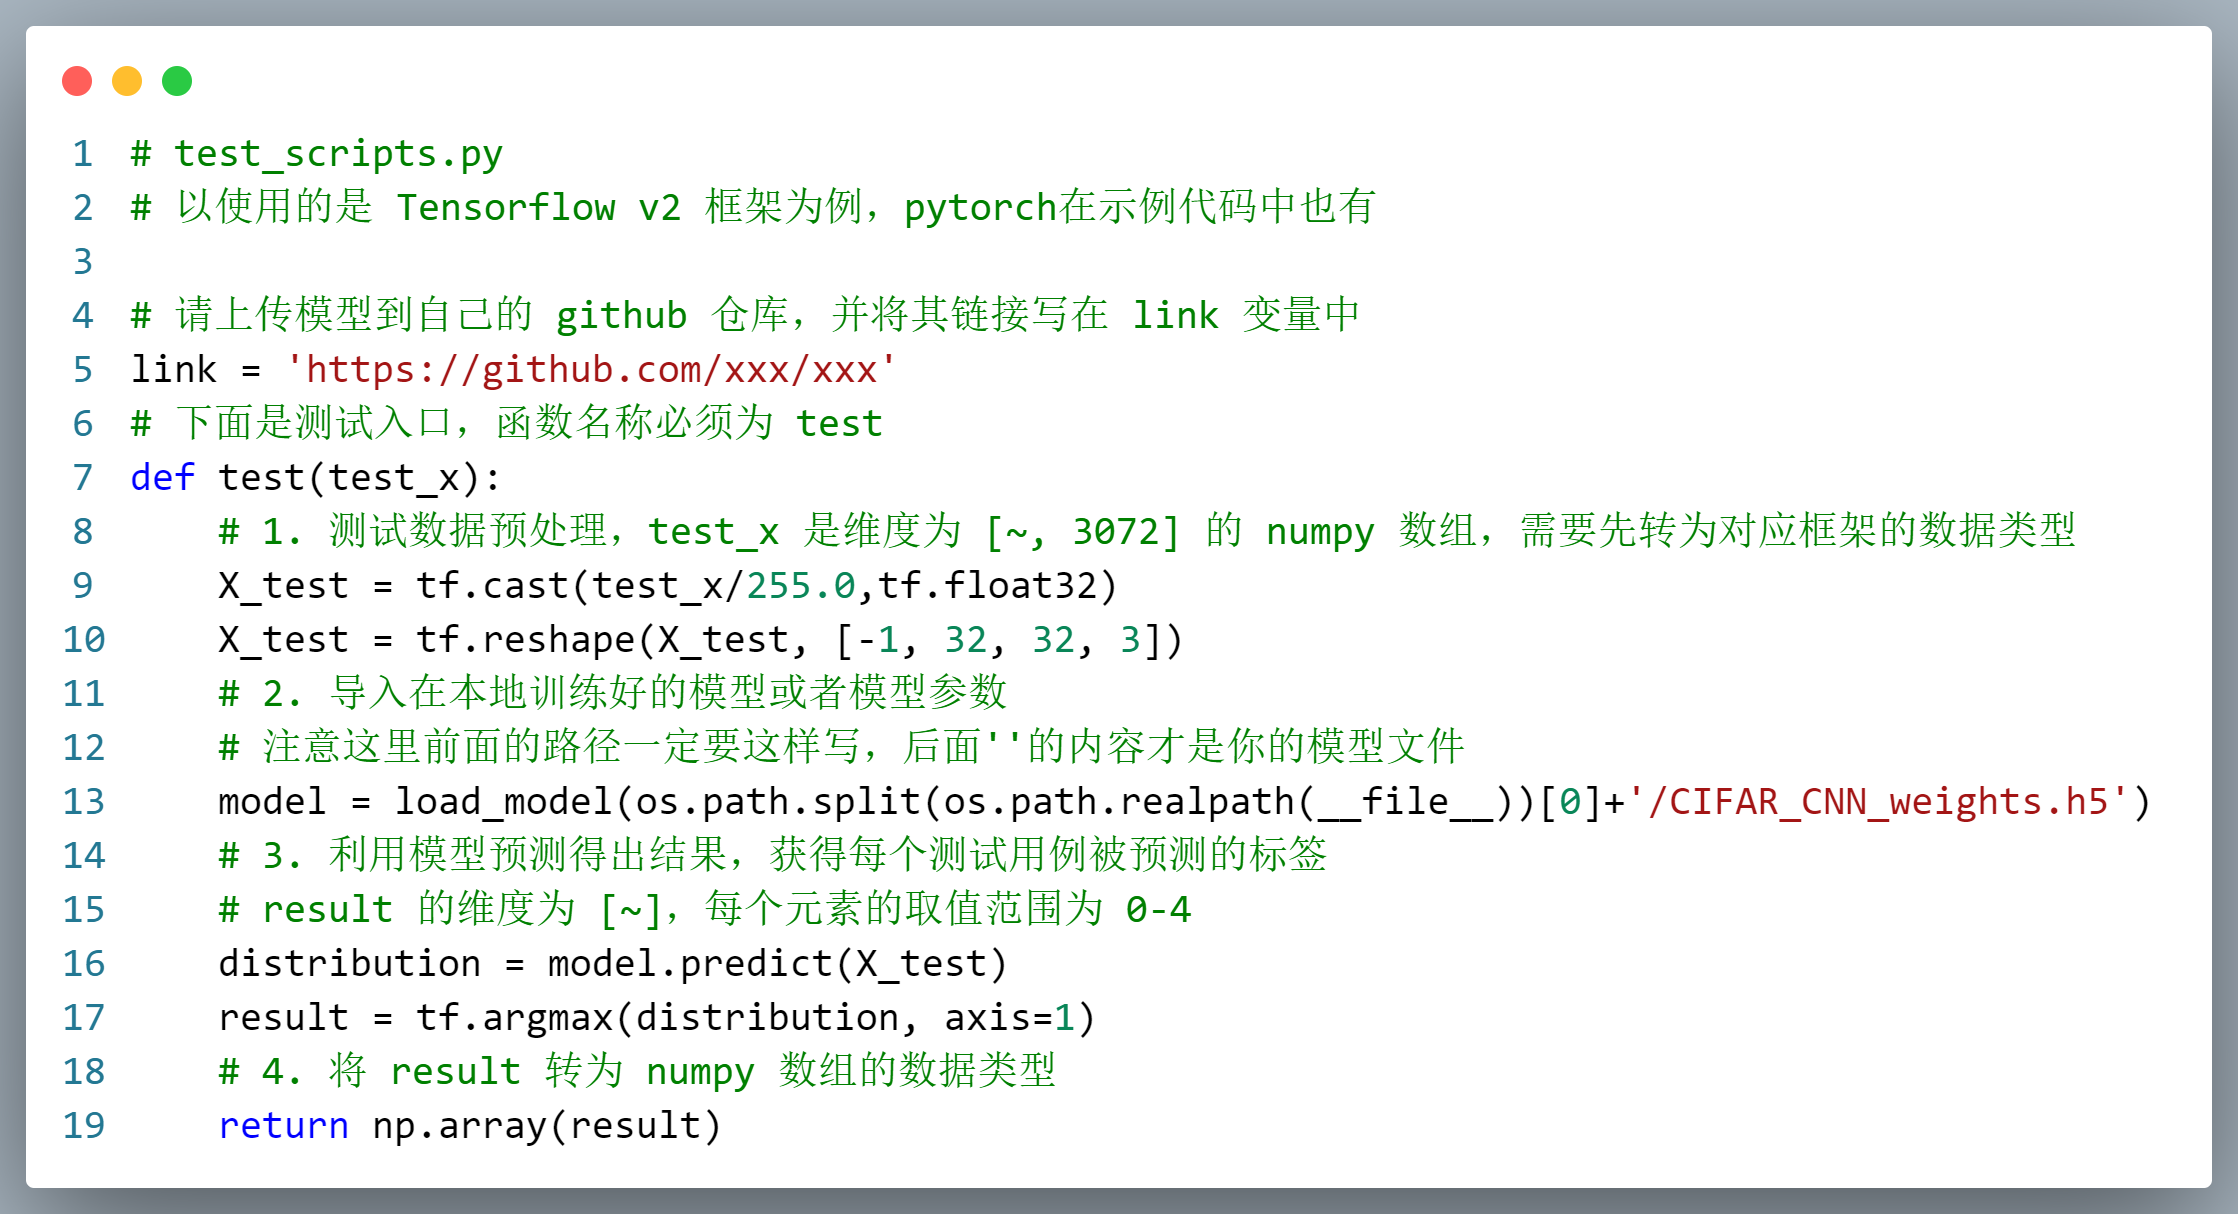 1 # test_scripts.py
2 # 以使用的是 Tensorflow v2 框架为例，pytorch在示例代码中也有
3
4 # 请上传模型到自己的 github 仓库，并将其链接写在 link 变量中
5 link = 'https://github.com/xxx/xxx'
6 # 下面是测试入口，函数名称必须为 test
7 def test(test_x):
8     # 1. 测试数据预处理，test_x 是维度为 [~, 3072] 的 numpy 数组，需要先转为对应框架的数据类型
9     X_test = tf.cast(test_x/255.0,tf.float32)
10     X_test = tf.reshape(X_test, [-1, 32, 32, 3])
11     # 2. 导入在本地训练好的模型或者模型参数
12     # 注意这里前面的路径一定要这样写，后面''的内容才是你的模型文件
13     model = load_model(os.path.split(os.path.realpath(__file__))[0]+'/CIFAR_CNN_weights.h5')
14     # 3. 利用模型预测得出结果，获得每个测试用例被预测的标签
15     # result 的维度为 [~]，每个元素的取值范围为 0-4
16     distribution = model.predict(X_test)
17     result = tf.argmax(distribution, axis=1)
18     # 4. 将 result 转为 numpy 数组的数据类型
19     return np.array(result)